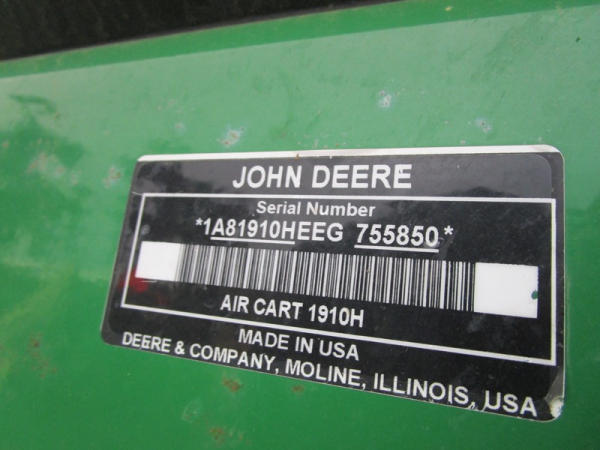 JOHN DEERE
Serial Number
*1A81910HEEG 755850*
AIR CART 1910H
MADE IN USA
DEERE & COMPANY, MOLINE, ILLINOIS, USA